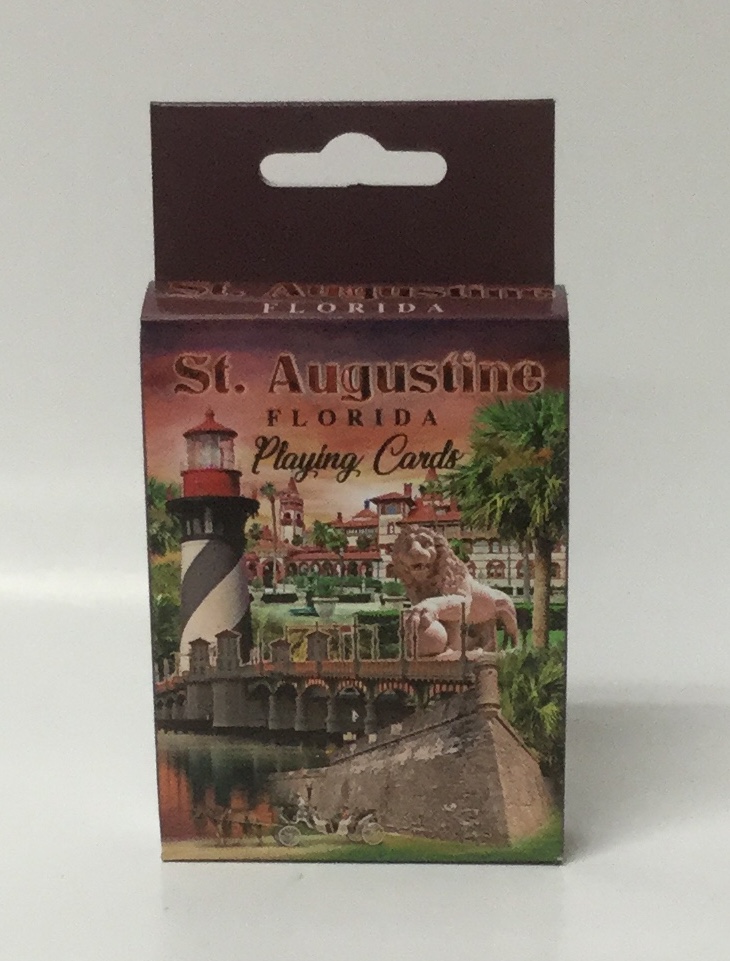 St. Augustine
FLORIDA
St. Augustine
FLORIDA
Playing Cards